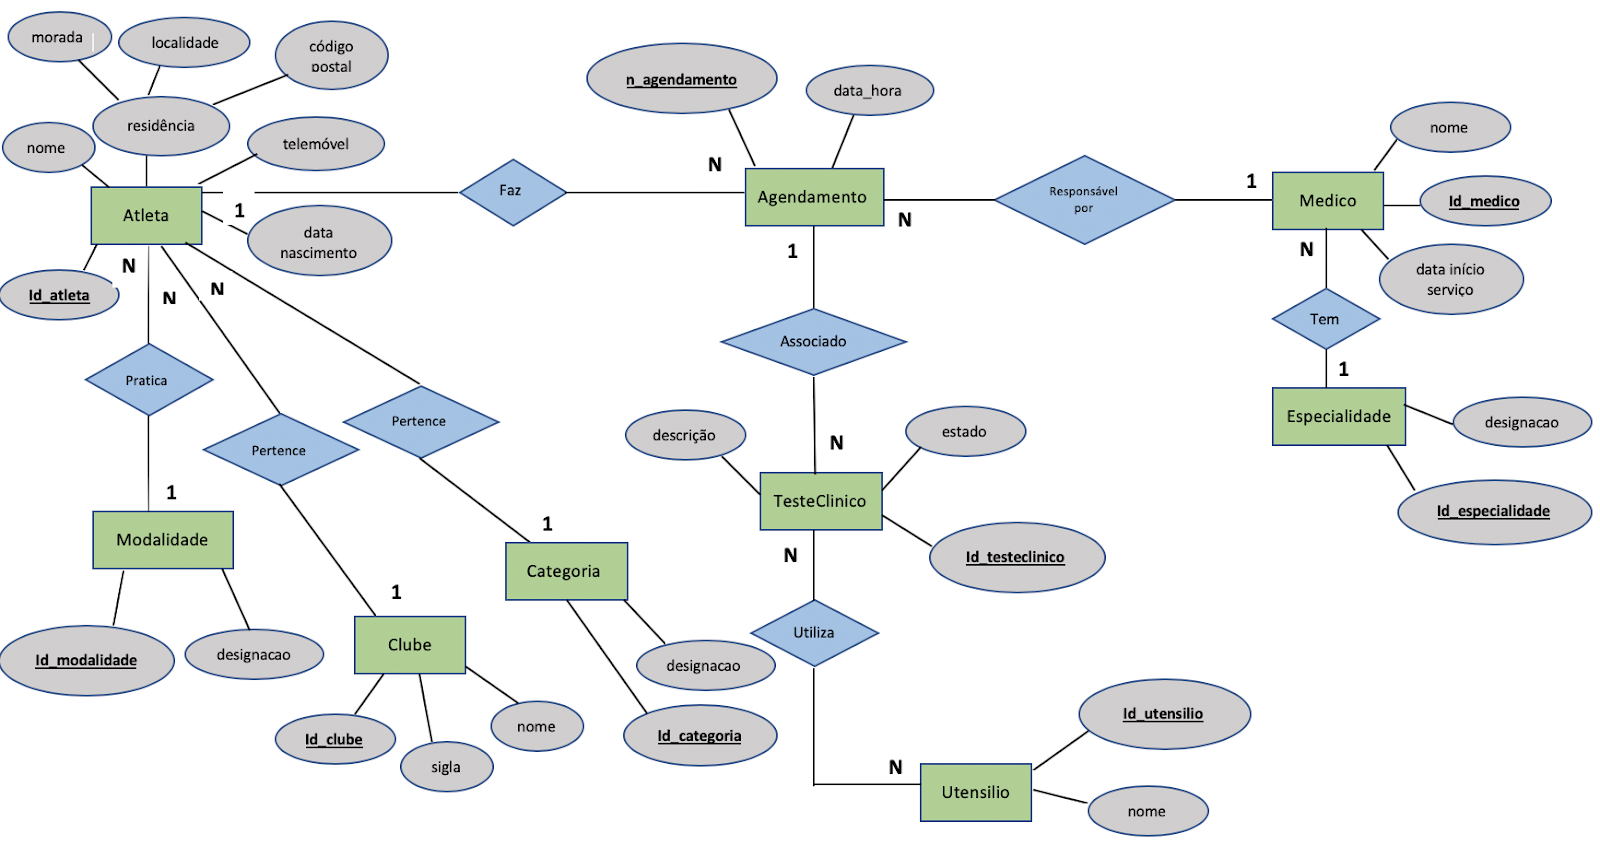 morada
localidade
código
postal
residência
nome
telemóvel
Atleta
1
data
nascimento
Id_atleta
N
N
N
Faz
N
n_agendamento
data_hora
Agendamento
N
1
Responsável
por
1
nome
Medico
Id_medico
data início
serviço
N
Tem
1
Especialidade
designacao
Id_especialidade
Associado
N
descrição
estado
TesteClinico
Id_testeclinico
N
Utiliza
N
Utensilio
Id_utensilio
nome
Pratica
1
Modalidade
Id_modalidade
designacao
Pertence
1
Clube
Id_clube
sigla
nome
Pertence
1
Categoria
designacao
Id_categoria